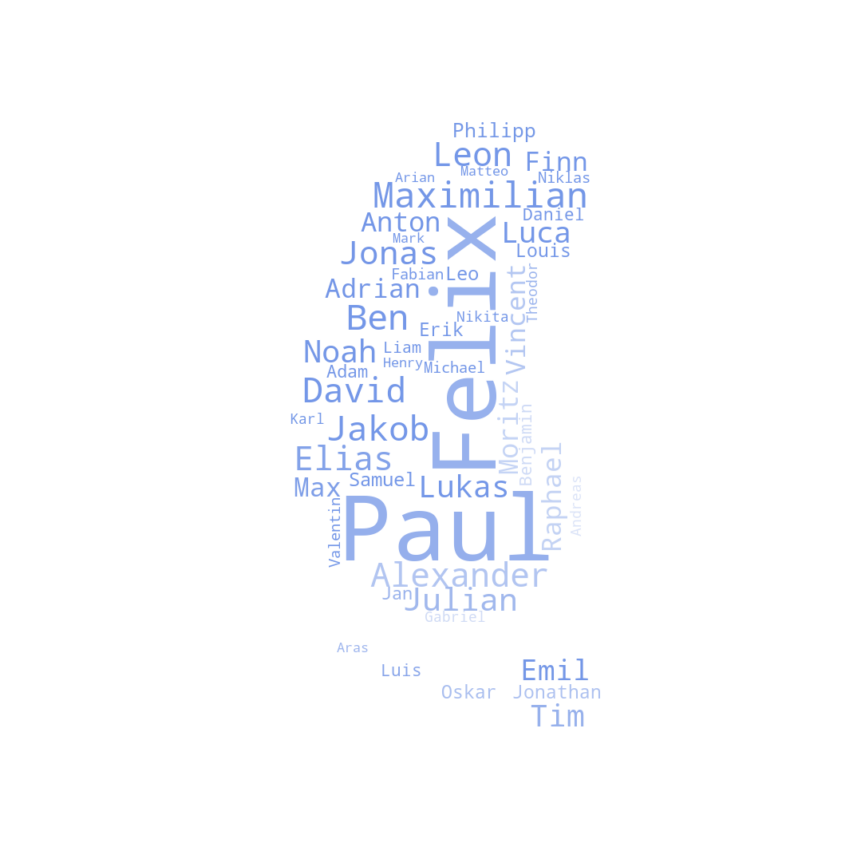 Philipp
Leon
Finn
Matteo
Arian
Niklas
Maximilian
Daniel
Anton
Luca
Mark
Jonas
Louis
Felix
Fabian
Leo
Theodor
Adrian
Vincent
Ben
Nikita
Erik
Noah
Liam
Henry
Michael
Adam
David
Moritz
Karl
Jakob
Benjamin
Elias
Raphael
Andreas
Samuel
Max
Lukas
Valentin
Paul
Alexander
Jan
Julian
Gabriel
Aras
Luis
Emil
Oskar
Jonathan
Tim